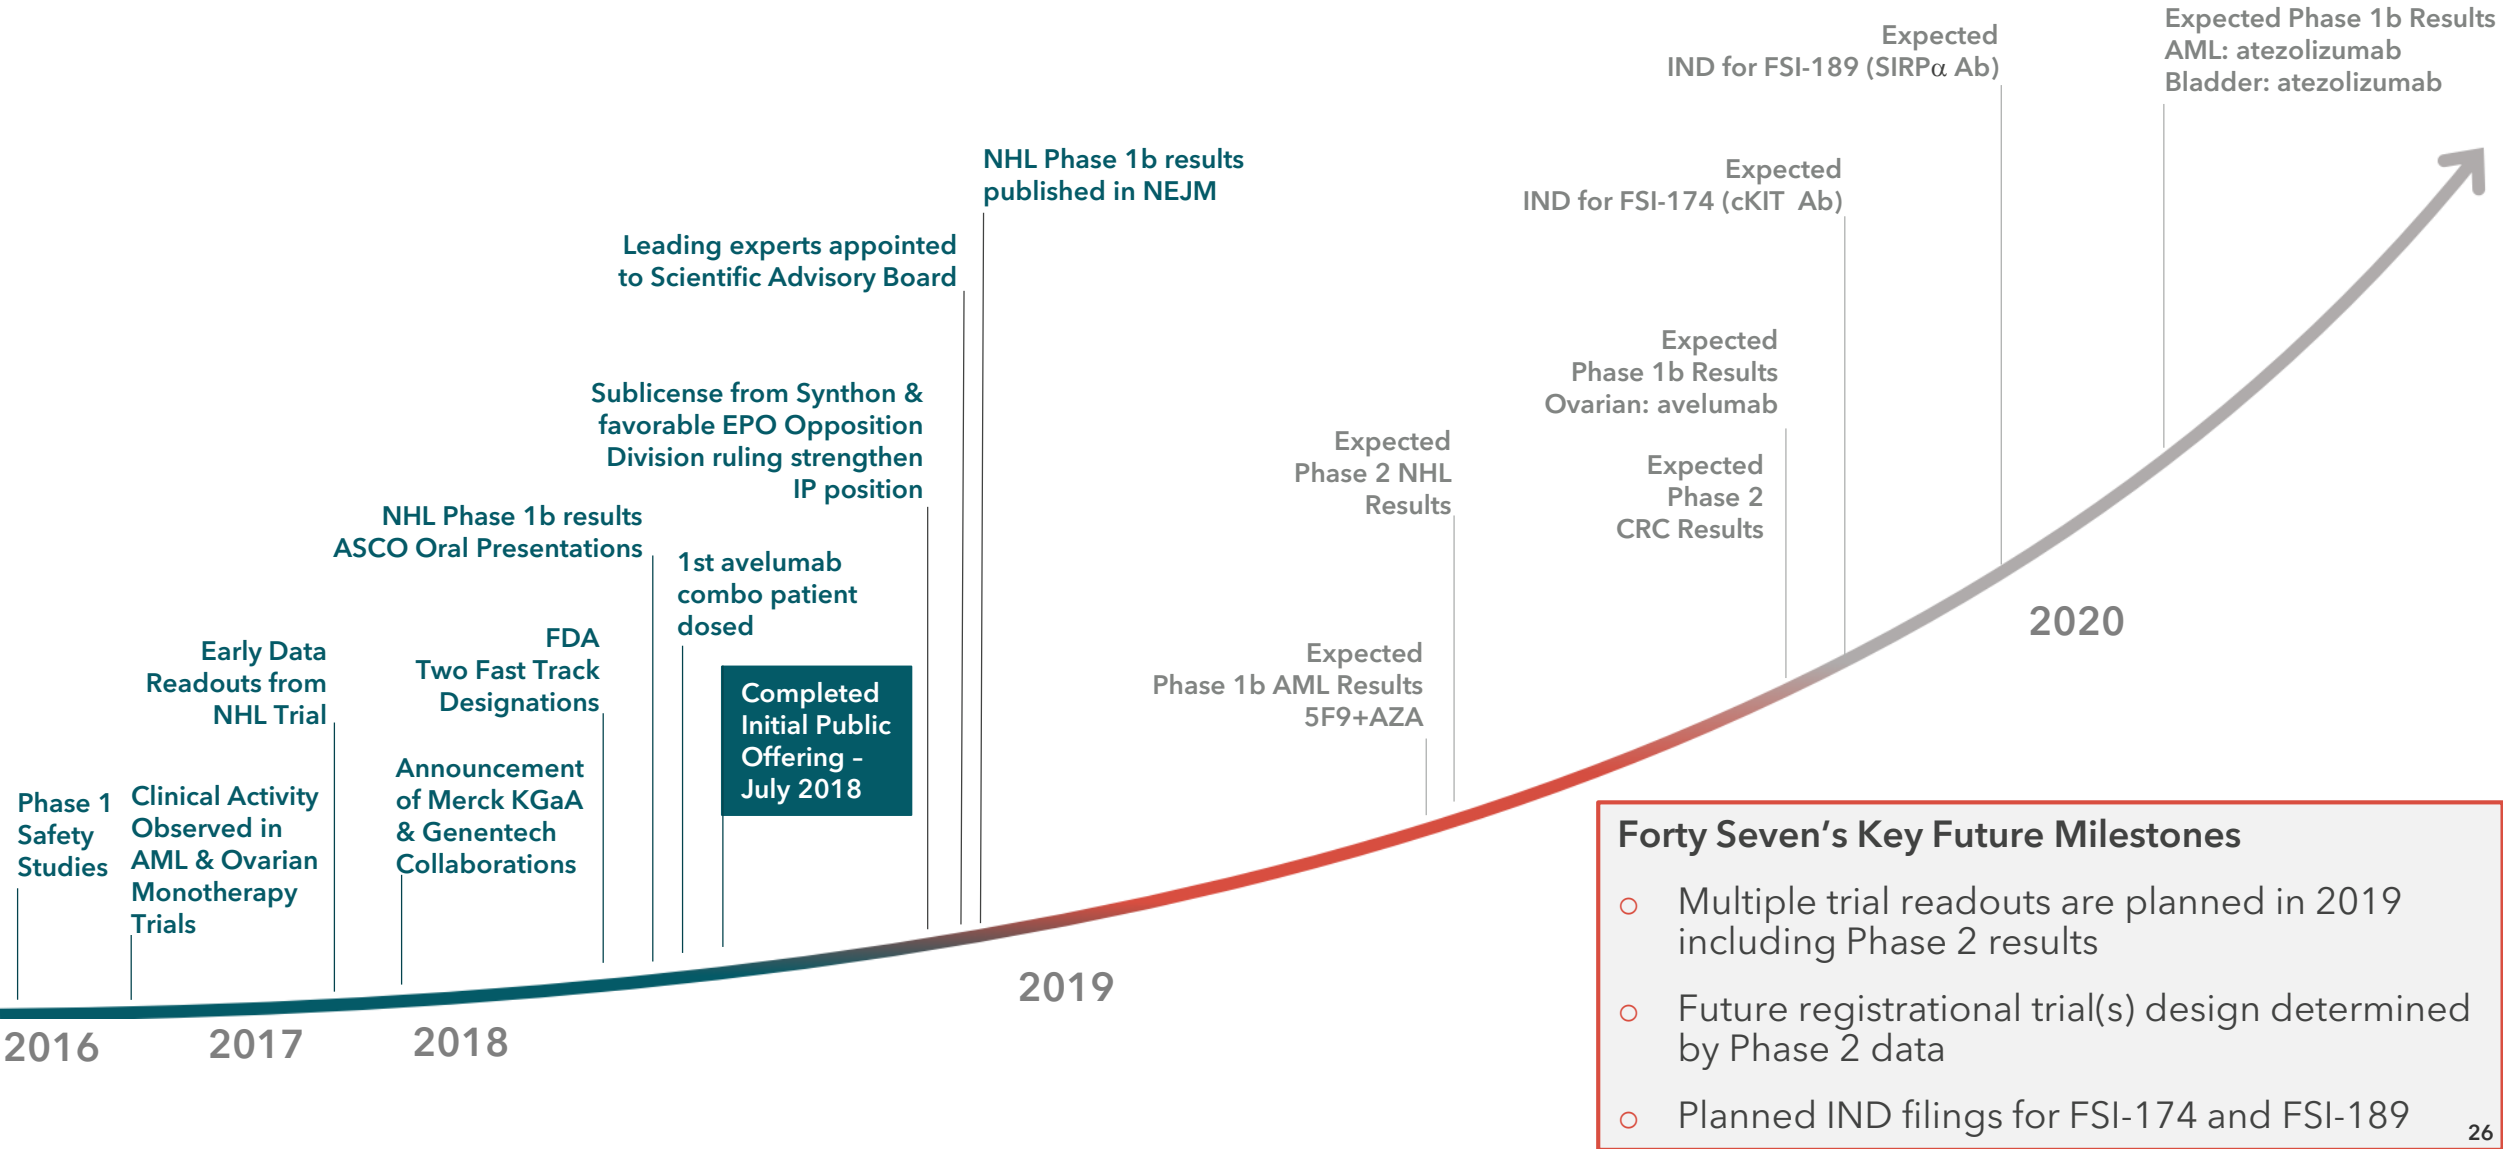 Phase 1
Safety
Studies
Clinical Activity
Observed in
AML & Ovarian
Monotherapy
Trials
Early Data
Readouts from
NHL Trial
Announcement
of Merck KGaA
& Genentech
Collaborations
FDA
Two Fast Track
Designations
NHL Phase 1b results
ASCO Oral Presentations
1st avelumab
combo patient
dosed
Completed
Initial Public
Offering –
July 2018
Sublicense from Synthon &
favorable EPO Opposition
Division ruling strengthen
IP position
Leading experts appointed
to Scientific Advisory Board
NHL Phase 1b results
published in NEJM
Expected
Phase 1b AML Results
5F9+AZA
Expected
Phase 2 NHL
Results
Expected
Phase 2
CRC Results
Expected
Phase 1b Results
Ovarian: avelumab
Expected
IND for FSI-174 (cKIT Ab)
Expected
IND for FSI-189 (SIRPα Ab)
Expected Phase 1b Results
AML: atezolizumab
Bladder: atezolizumab
2016
2017
2018
2019
2020
Forty Seven’s Key Future Milestones
o Multiple trial readouts are planned in 2019
including Phase 2 results
o Future registrational trial(s) design determined
by Phase 2 data
o Planned IND filings for FSI-174 and FSI-189
26